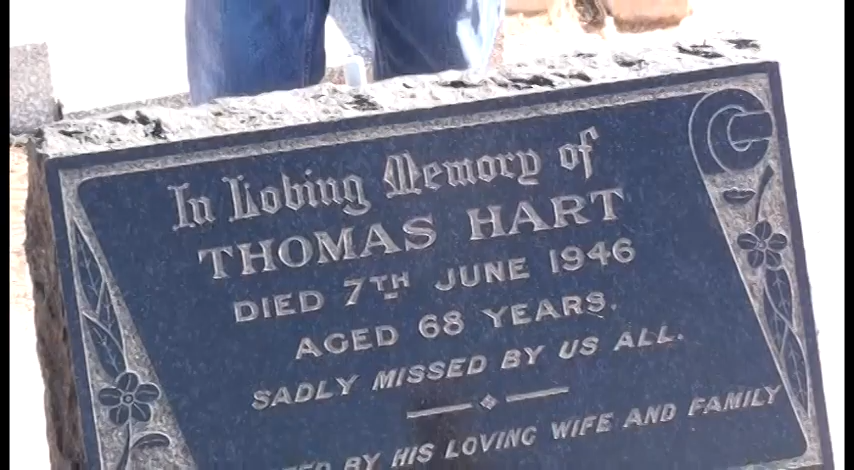 In Loving Memory of
THOMAS HART
DIED 7TH JUNE 1946
AGED 68 YEARS.
SADLY MISSED BY US ALL.
BY HIS LOVING WIFE AND FAMILY